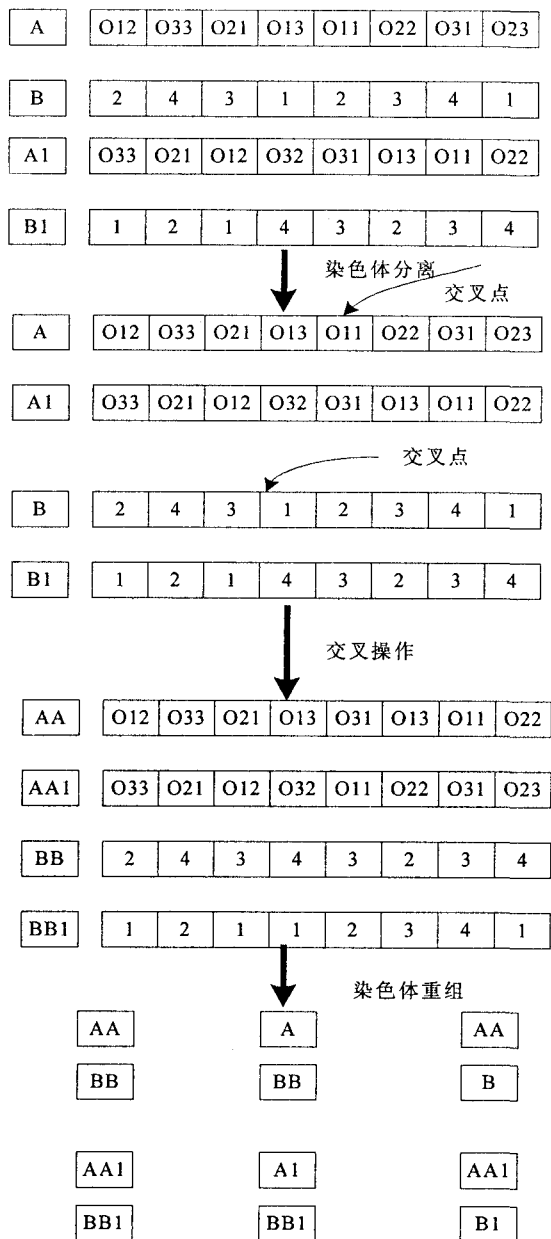 A O12 O33 O21 O13 O11 O22 O31 O23
B 2 4 3 1 2 3 4 1
A1 O33 O21 O12 O32 O31 O13 O11 O22
B1 1 2 1 4 3 2 3 4
染色体分离
交叉点
A O12 O33 O21 O13 O11 O22 O31 O23
A1 O33 O21 O12 O32 O31 O13 O11 O22
交叉点
B 2 4 3 1 2 3 4 1
B1 1 2 1 4 3 2 3 4
交叉操作
AA O12 O33 O21 O13 O31 O13 O11 O22
AA1 O33 O21 O12 O32 O11 O22 O31 O23
BB 2 4 3 4 3 2 3 4
BB1 1 2 1 1 2 3 4 1
染色体重组
AA A AA
BB BB B
AA1 A1 AA1
BB1 BB1 B1